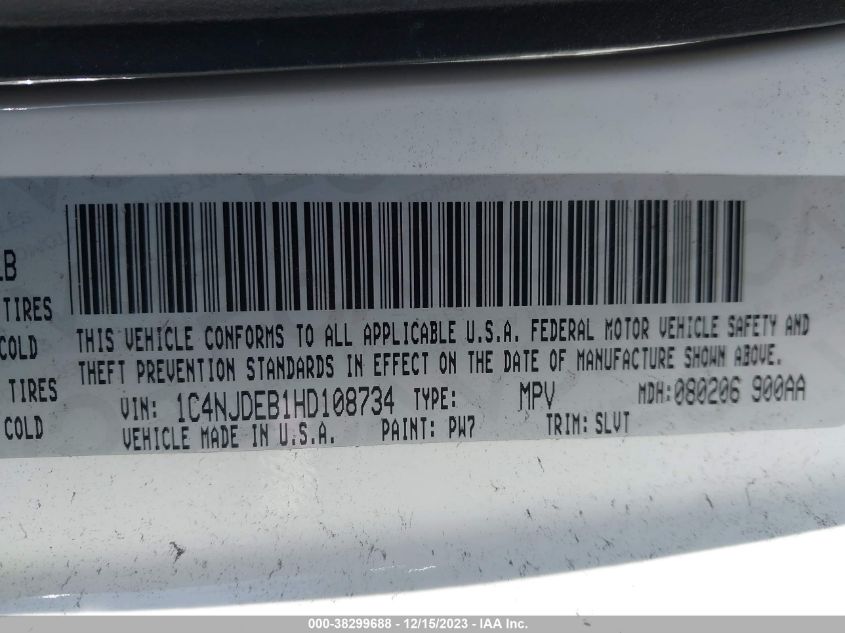 LB
TIRES
COLD
TIRES
COLD
THIS VEHICLE CONFORMS TO ALL APPLICABLE U.S.A. FEDERAL MOTOR VEHICLE SAFETY AND
THEFT PREVENTION STANDARDS IN EFFECT ON THE DATE OF MANUFACTURE SHOWN ABOVE.
VIN: 1C4NJDEB1HD108734 TYPE: MPV MDH:080206 900AA
VEHICLE MADE IN U.S.A. PAINT: PW7 TRIM: SLVT
000-38299688 - 12/15/2023 - IAA Inc.